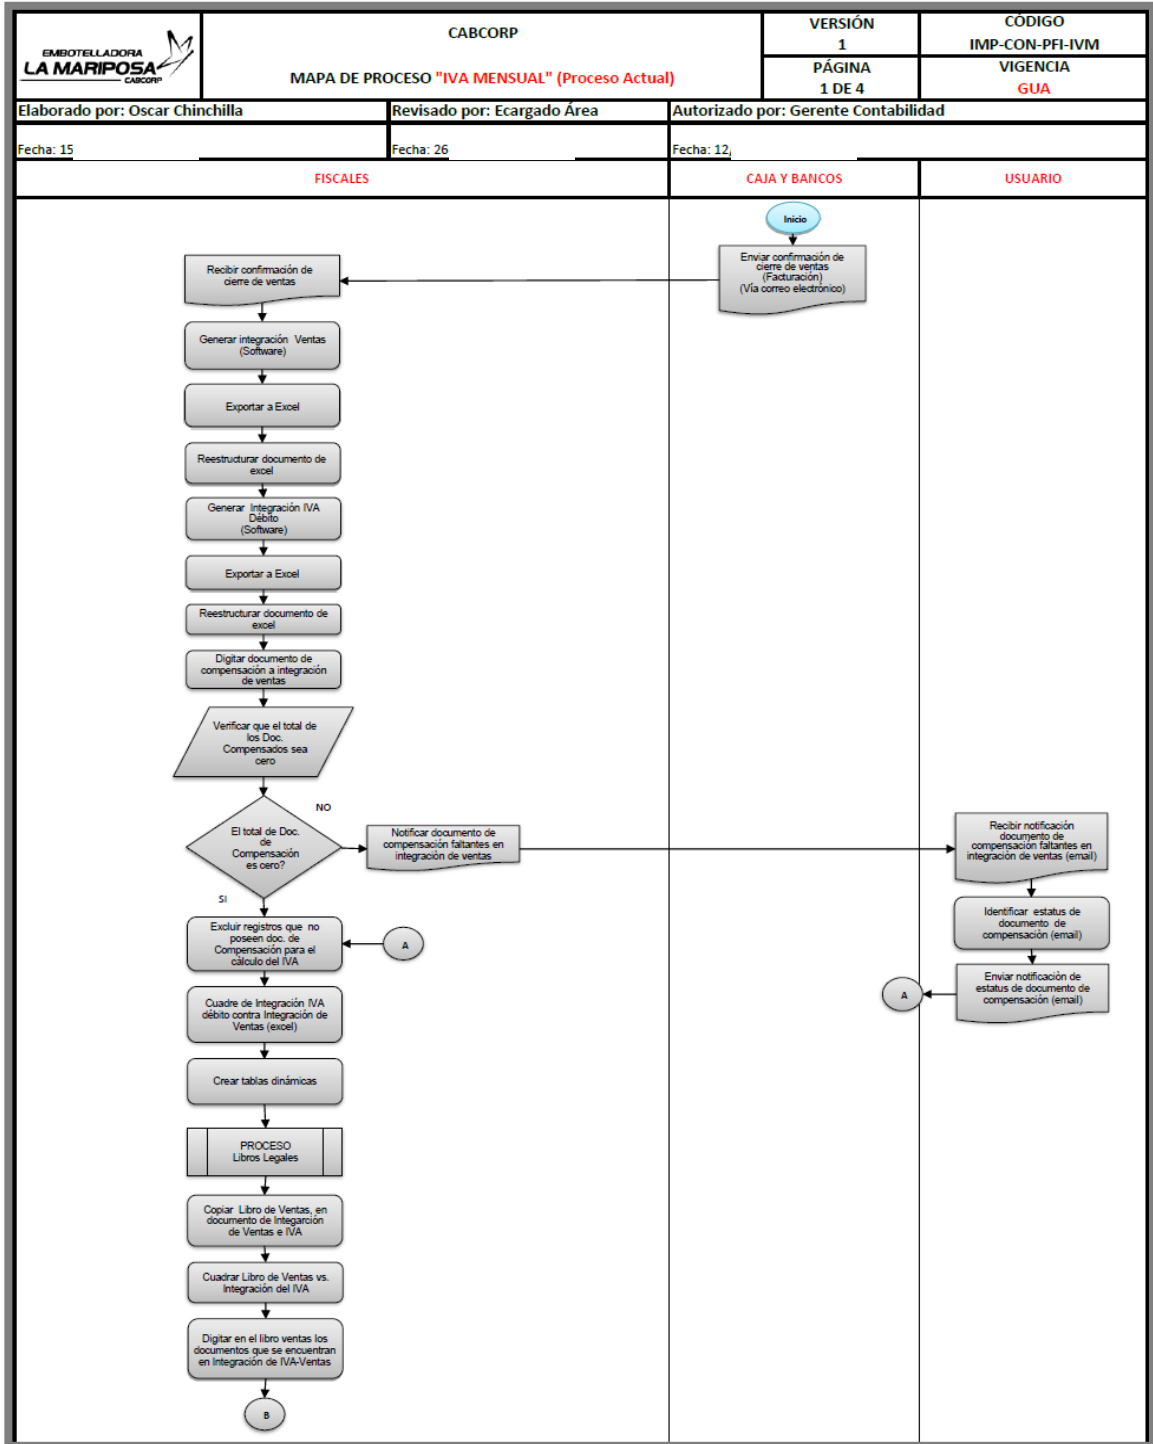 EMBOTELLADORA
LA MARIPOSA
CABCORP
CABCORP
MAPA DE PROCESO "IVA MENSUAL" (Proceso Actual)
VERSIÓN
1
CÓDIGO
IMP-CON-PFI-IVM
PÁGINA
1 DE 4
VIGENCIA
GUA
Elaborado por: Oscar Chinchilla
Revisado por: Ecargado Área
Autorizado por: Gerente Contabilidad
Fecha: 15
Fecha: 26
Fecha: 12/
FISCALES
CAJA Y BANCOS
USUARIO
Inicio
Enviar confirmación de
cierre de ventas
(Facturación)
(Vía correo electrónico)
Recibir confirmación de
cierre de ventas
Generar integración Ventas
(Software)
Exportar a Excel
Reestructurar documento de
excel
Generar Integración IVA
Débito
(Software)
Exportar a Excel
Reestructurar documento de
excel
Digitar documento de
compensación a integración
de ventas
Verificar que el total de
los Doc.
Compensados sea
cero
El total de Doc.
de
Compensación
es cero?
NO
SI
Notificar documento de
compensación faltantes en
integración de ventas
Recibir notificación
documento de
compensación faltantes en
integración de ventas (email)
Identificar estatus de
documento de
compensación (email)
Enviar notificación de
estatus de documento de
compensación (email)
A
A
Excluir registros que no
poseen doc. de
Compensación para el
cálculo del IVA
Cuadre de Integración IVA
débito contra Integración de
Ventas (excel)
Crear tablas dinámicas
PROCESO
Libros Legales
Copiar Libro de Ventas, en
documento de Integarción
de Ventas e IVA
Cuadrar Libro de Ventas vs.
Integración del IVA
Digitar en el libro ventas los
documentos que se encuentran
en Integración de IVA-Ventas
B